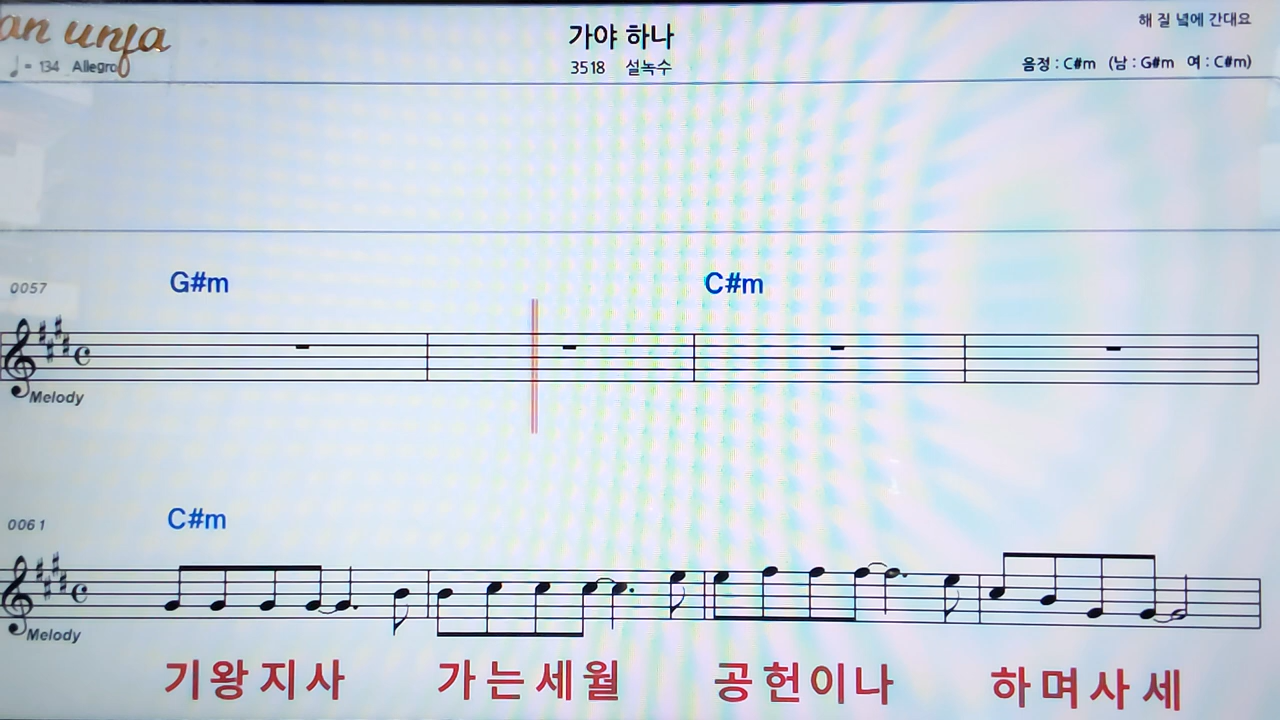 an unja
가야 하나
해 질 녘에 간대요
♩= 134 Allegro
3518 설녹수
음정 : C#m (남 : G#m 여 : C#m)
0057
G#m
C#m
Melody
0061
C#m
Melody
기왕지사 가는세월 공헌이나 하며사세